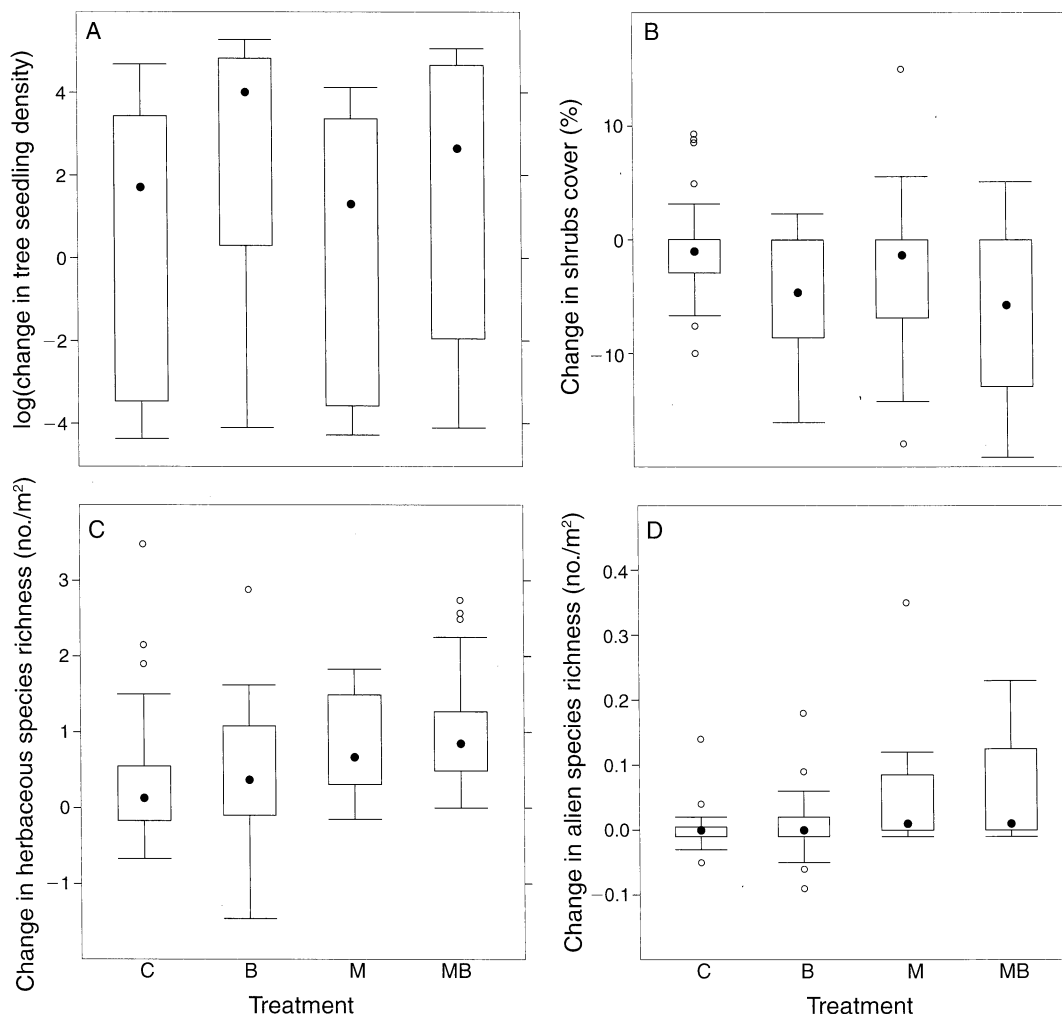 A
log(change in tree seedling density)
4
2
0
−2
−4
B
Change in shrubs cover (%)
10
0
−10
C
Change in herbaceous species richness (no./m²)
3
2
1
0
−1
C B M MB
Treatment
D
Change in alien species richness (no./m²)
0.4
0.3
0.2
0.1
0.0
−0.1
C B M MB
Treatment